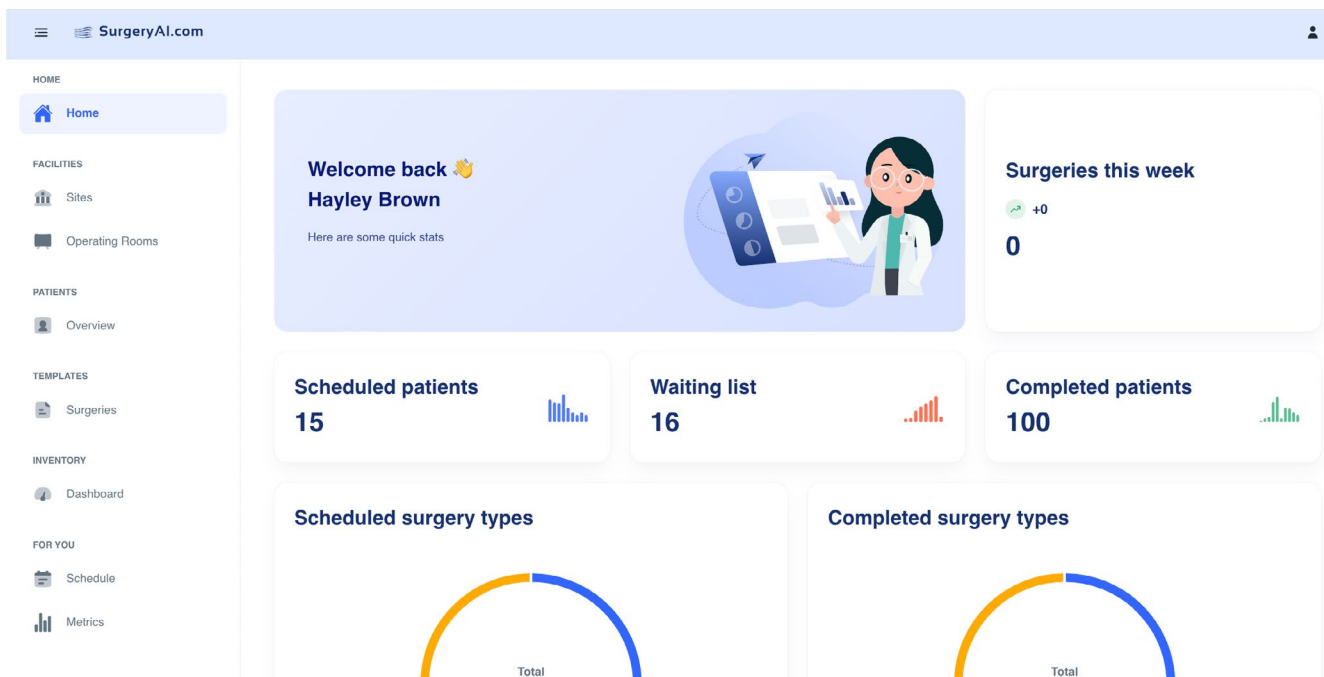 SurgeryAI.com
HOME
Home
FACILITIES
Sites
Operating Rooms
PATIENTS
Overview
TEMPLATES
Surgeries
INVENTORY
Dashboard
FOR YOU
Schedule
Metrics
Welcome back 👋
Hayley Brown
Here are some quick stats
Surgeries this week
+0
0
Scheduled patients
15
Waiting list
16
Completed patients
100
Scheduled surgery types
Total
Completed surgery types
Total